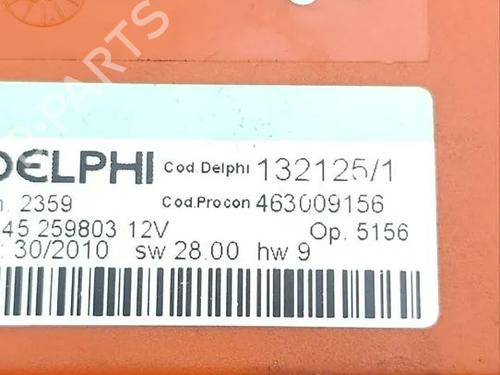 DELPHI Cod.Delphi 132125/1
. 2359 Cod.Procon 463009156
45 259803 12V Op. 5156
: 30/2010 sw 28.00 hw 9